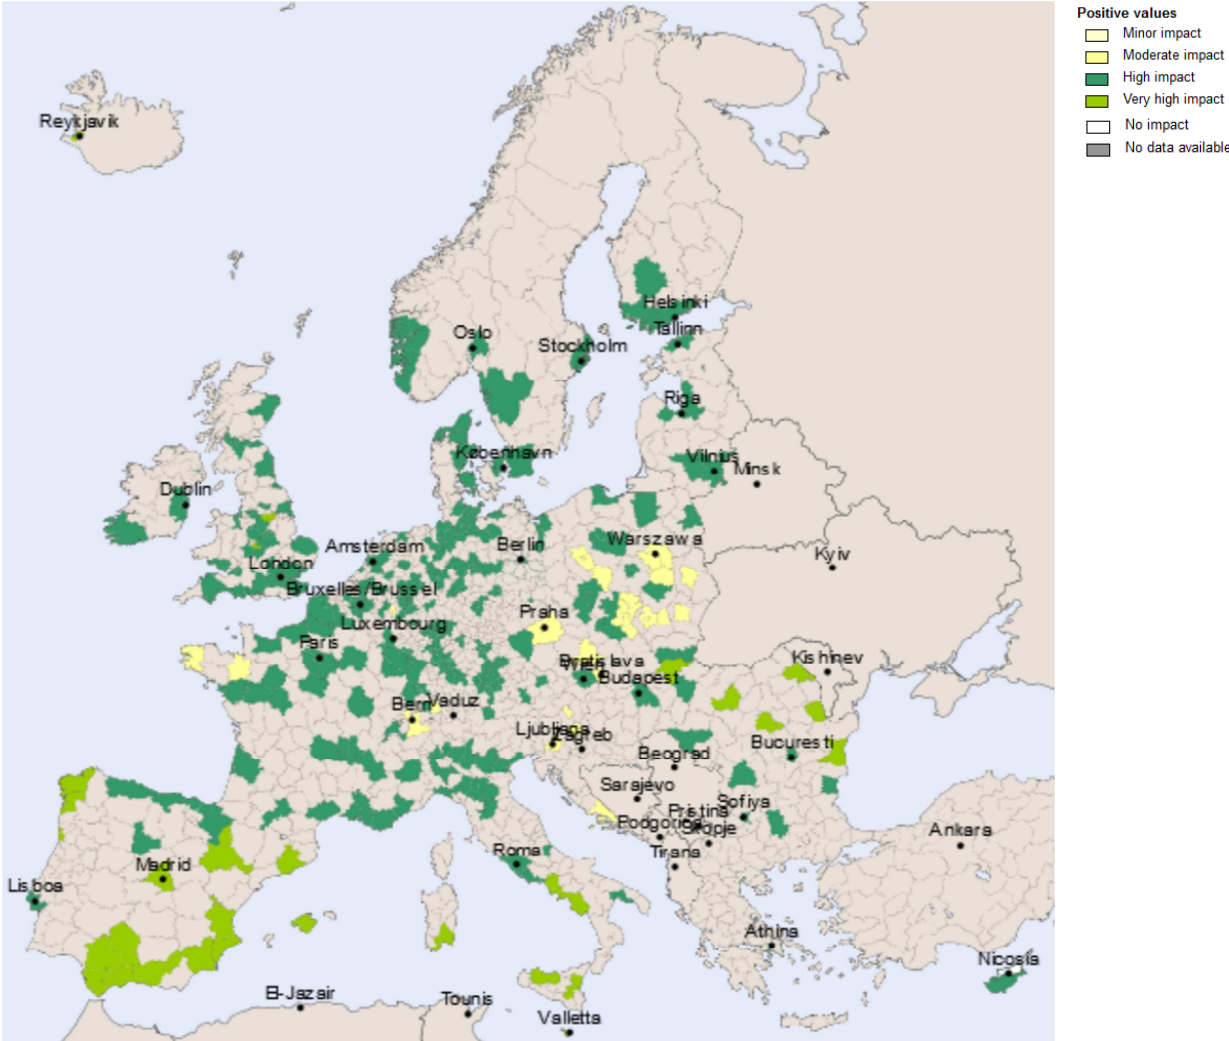 Positive values
Minor impact
Moderate impact
High impact
Very high impact
No impact
No data available
Reykjavik
Helsinki
Tallinn
Oslo
Stockholm
Riga
København
Vilnius
Minsk
Dublin
Amsterdam
Berlin
Warszawa
London
Kyiv
Bruxelles/Brussel
Praha
Luxembourg
Paris
Bratislava
Wien
Kishinev
Budapest
Bern
Vaduz
Ljubljana
Zagreb
Bucuresti
Beograd
Sarajevo
Sofiya
Pristina
Podgorica
Skopje
Ankara
Roma
Tirana
Madrid
Lisboa
Athina
Nicosia
El-Jazair
Tounis
Valletta